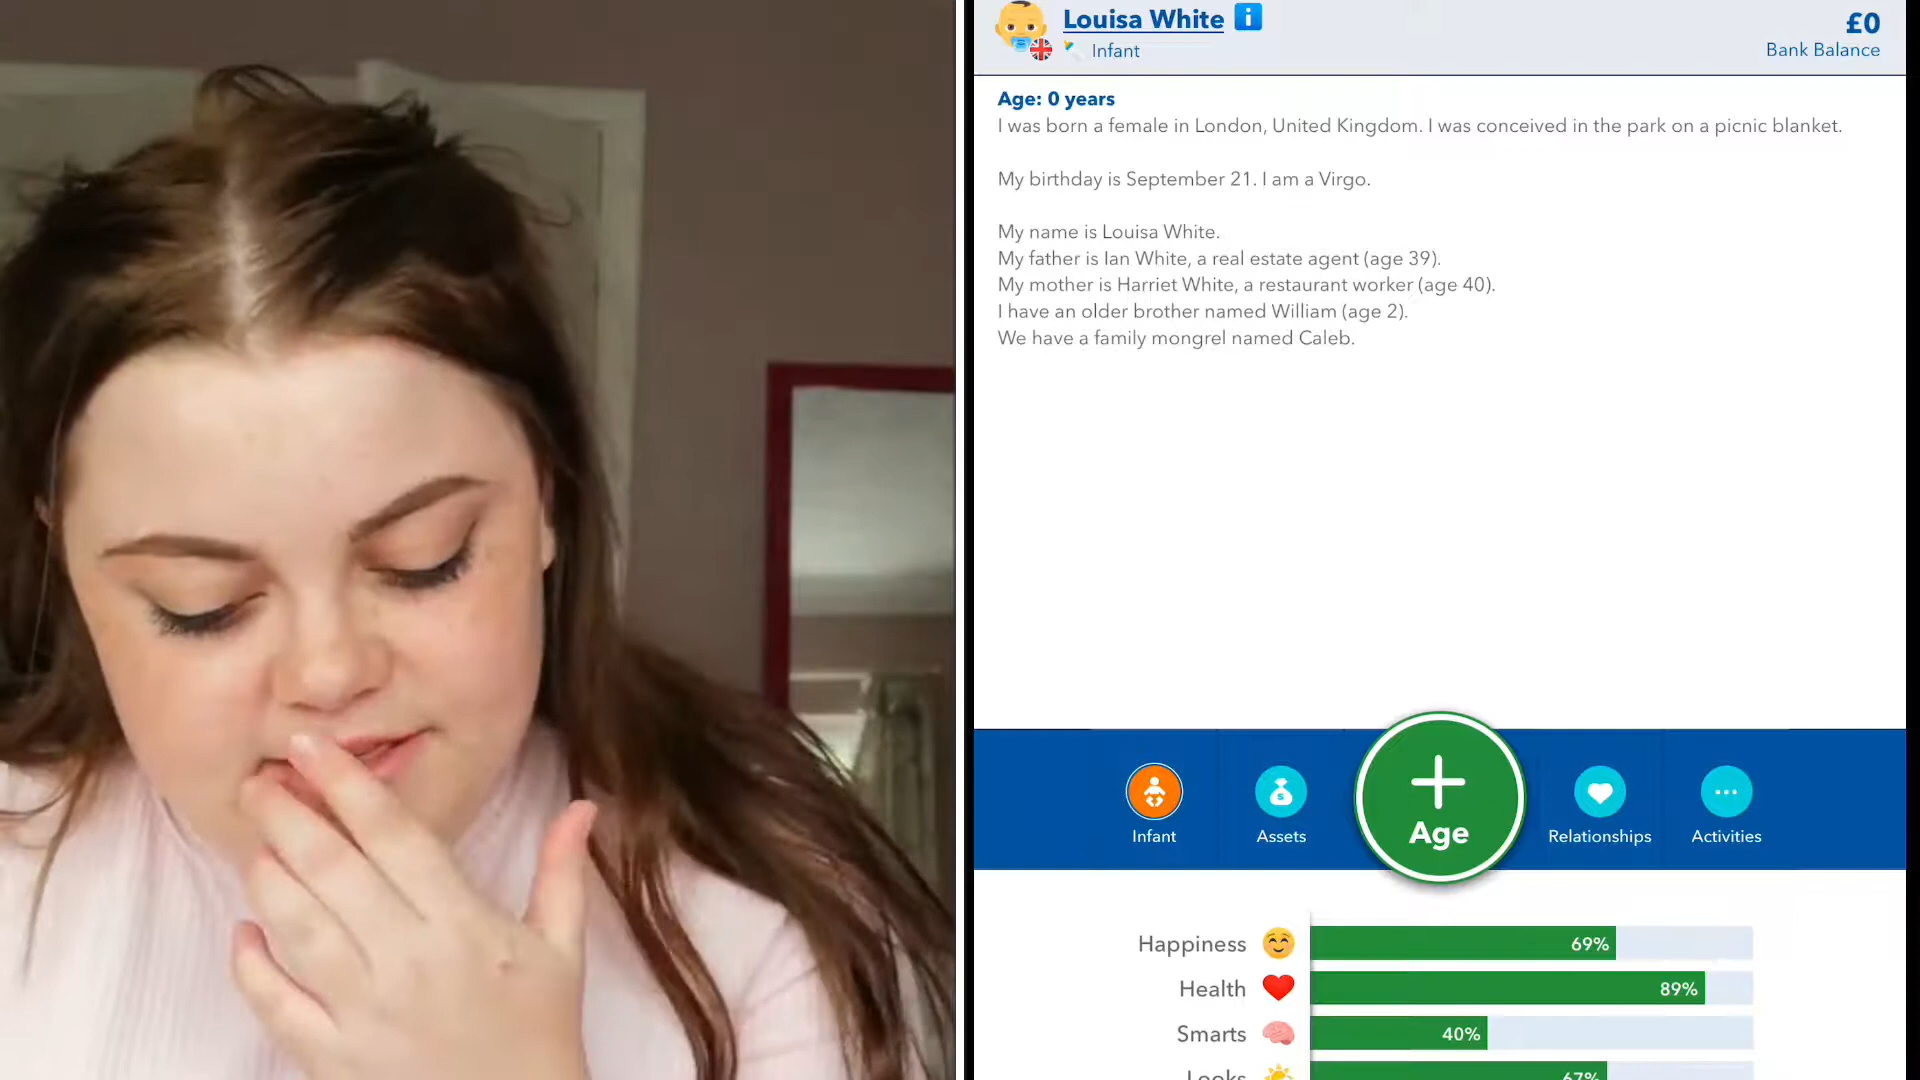 Louisa White
Infant
£0
Bank Balance
Age: 0 years
I was born a female in London, United Kingdom. I was conceived in the park on a picnic blanket.
My birthday is September 21. I am a Virgo.
My name is Louisa White.
My father is Ian White, a real estate agent (age 39).
My mother is Harriet White, a restaurant worker (age 40).
I have an older brother named William (age 2).
We have a family mongrel named Caleb.
Infant
Assets
Age
Relationships
Activities
Happiness 69%
Health 89%
Smarts 40%
Looks 67%